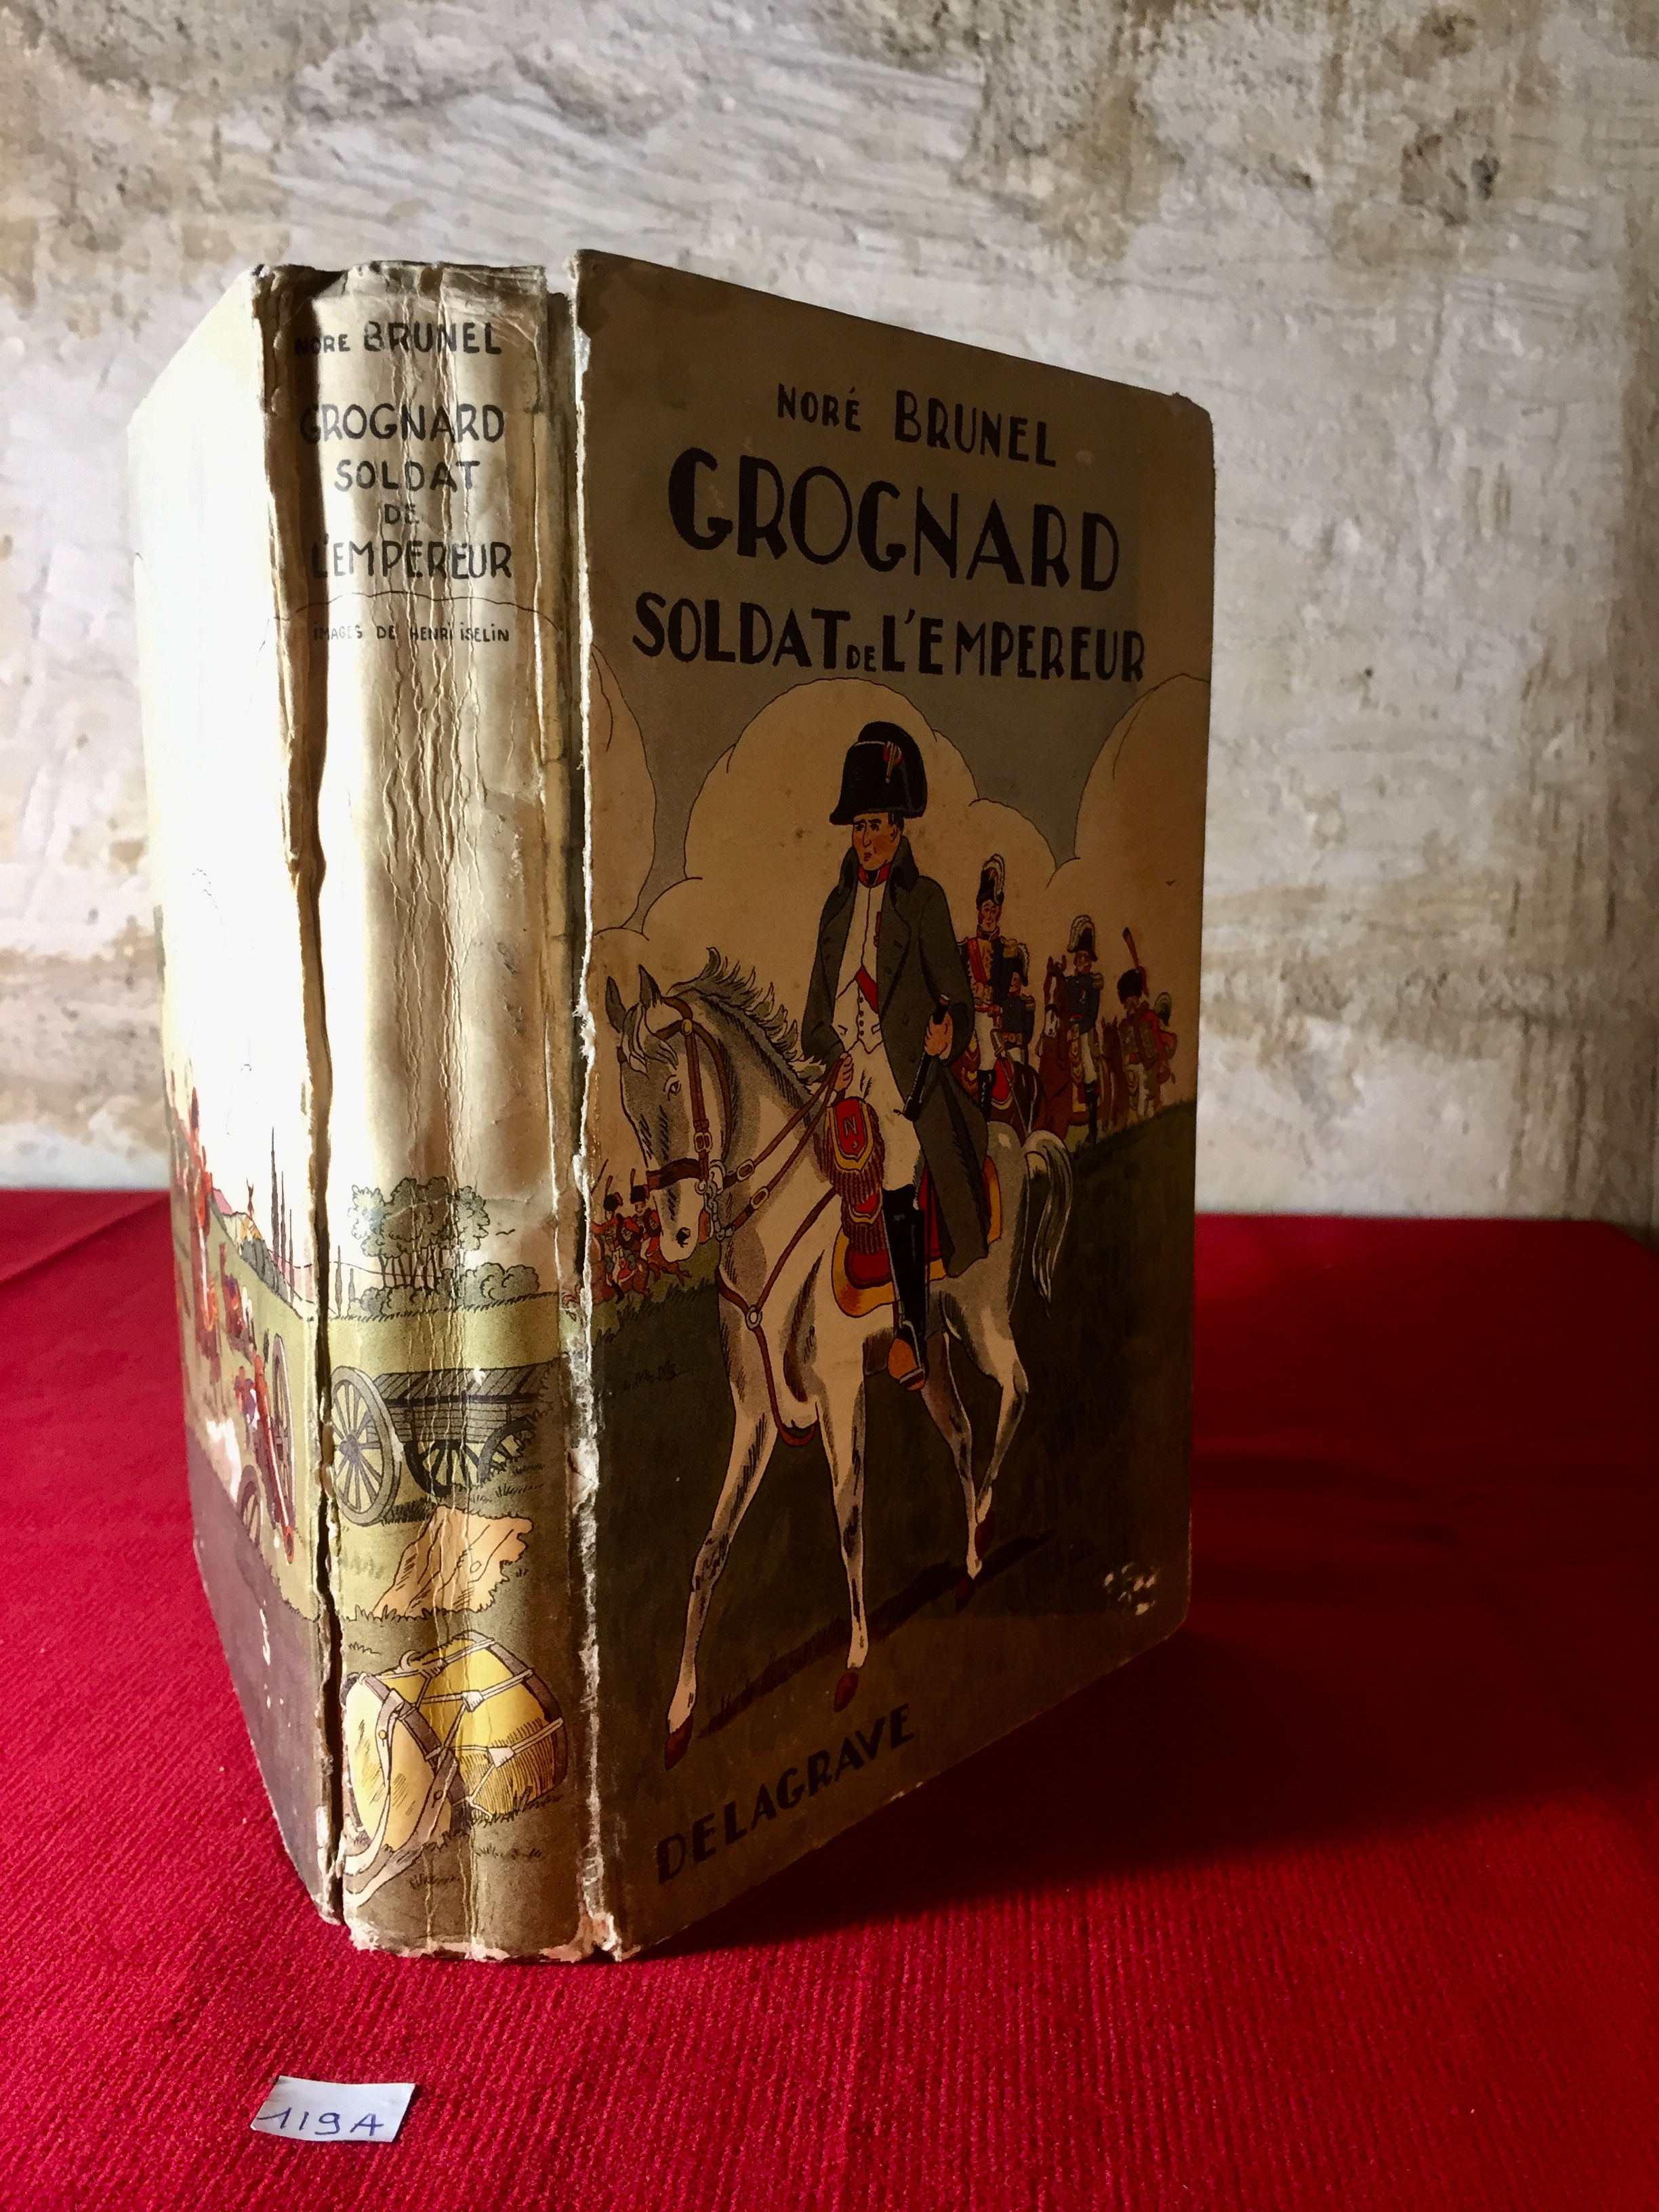 NORÉ BRUNEL
GROGNARD
SOLDAT
DE
L'EMPEREUR
IMAGES DE HENRI ISELIN
NORÉ BRUNEL
GROGNARD
SOLDAT DE L'EMPEREUR
N
DELAGRAVE
119A